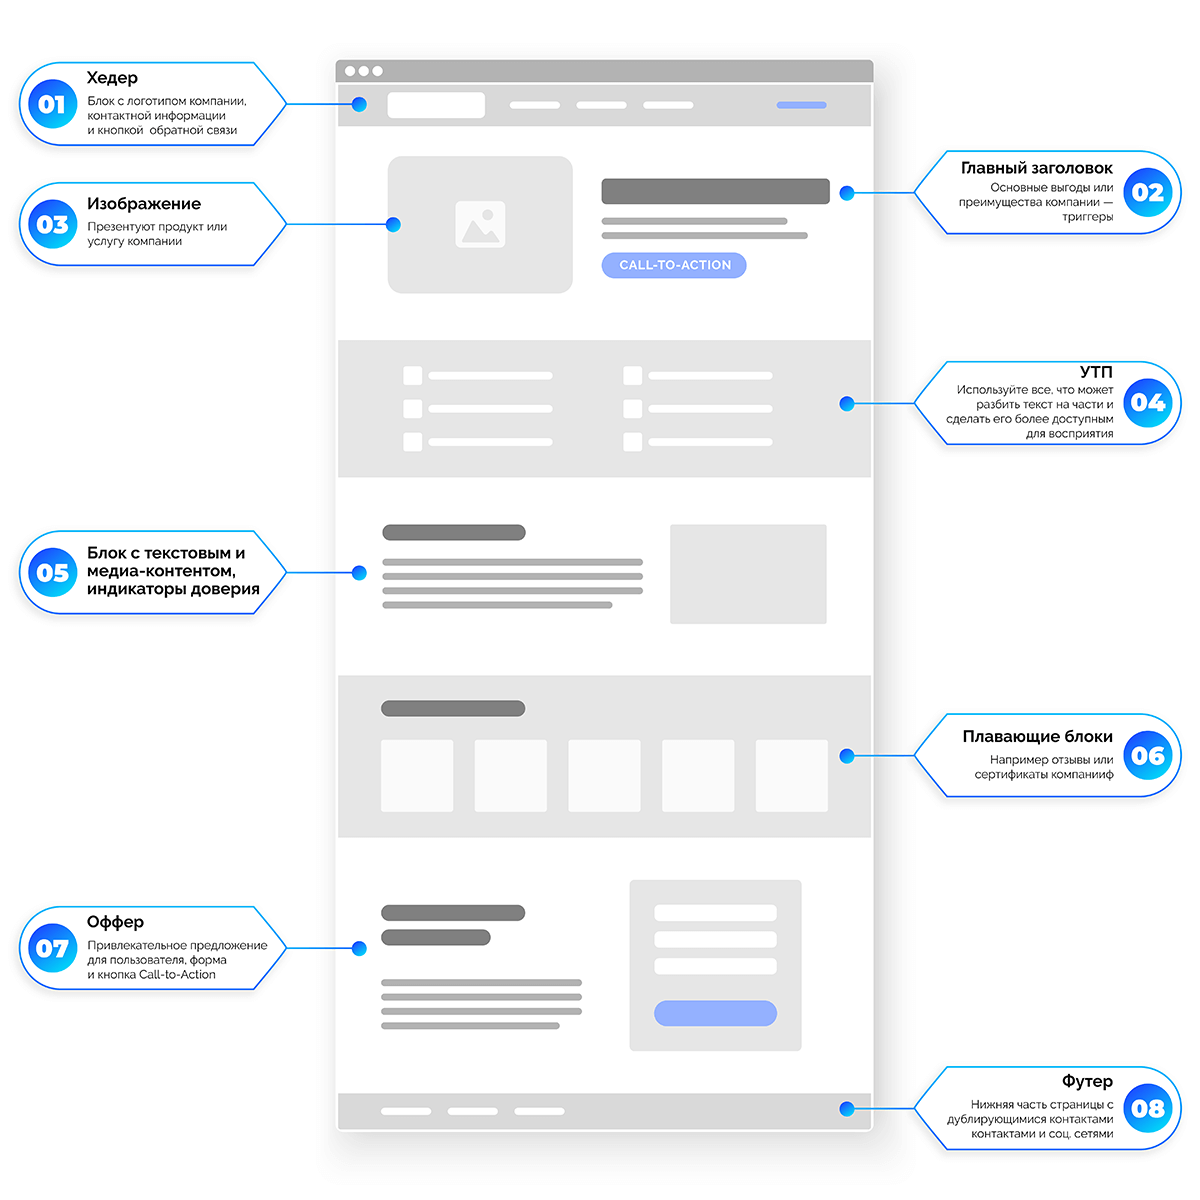 01
Хедер
Блок с логотипом компании,
контактной информации
и кнопкой обратной связи
Главный заголовок
Основные выгоды или
преимущества компании —
триггеры
02
03
Изображение
Презентуют продукт или
услугу компании
CALL-TO-ACTION
УТП
Используйте все, что может
разбить текст на части и
сделать его более доступным
для восприятия
04
05
Блок с текстовым и
медиа-контентом,
индикаторы доверия
Плавающие блоки
Например отзывы или
сертификаты компанииф
06
07
Оффер
Привлекательное предложение
для пользователя, форма
и кнопка Call-to-Action
Футер
Нижняя часть страницы с
дублирующимися контактами
контактами и соц. сетями
08